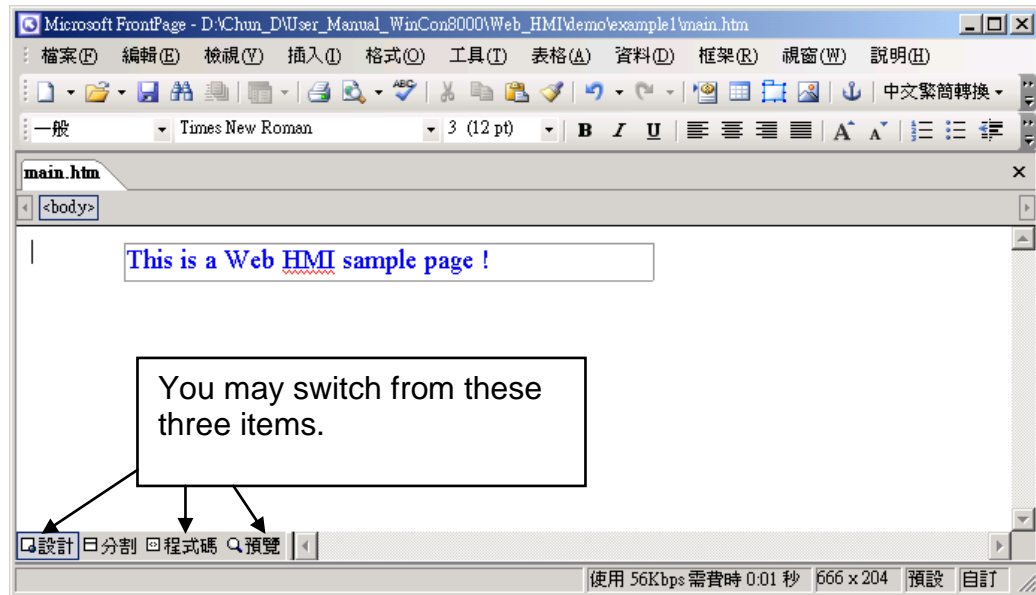 Microsoft FrontPage - D:\Chun_D\User_Manual_WinCon8000\Web_HMI\demo\example1\main.htm
檔案(F) 編輯(E) 檢視(V) 插入(I) 格式(O) 工具(T) 表格(A) 資料(D) 框架(R) 視窗(W) 說明(H)
中文繁簡轉換
一般 Times New Roman 3 (12 pt) B I U A A
main.htm
<body>
This is a Web HMI sample page !
You may switch from these
three items.
設計 分割 程式碼 預覽
使用 56Kbps 需費時 0:01 秒 666 x 204 預設 自訂